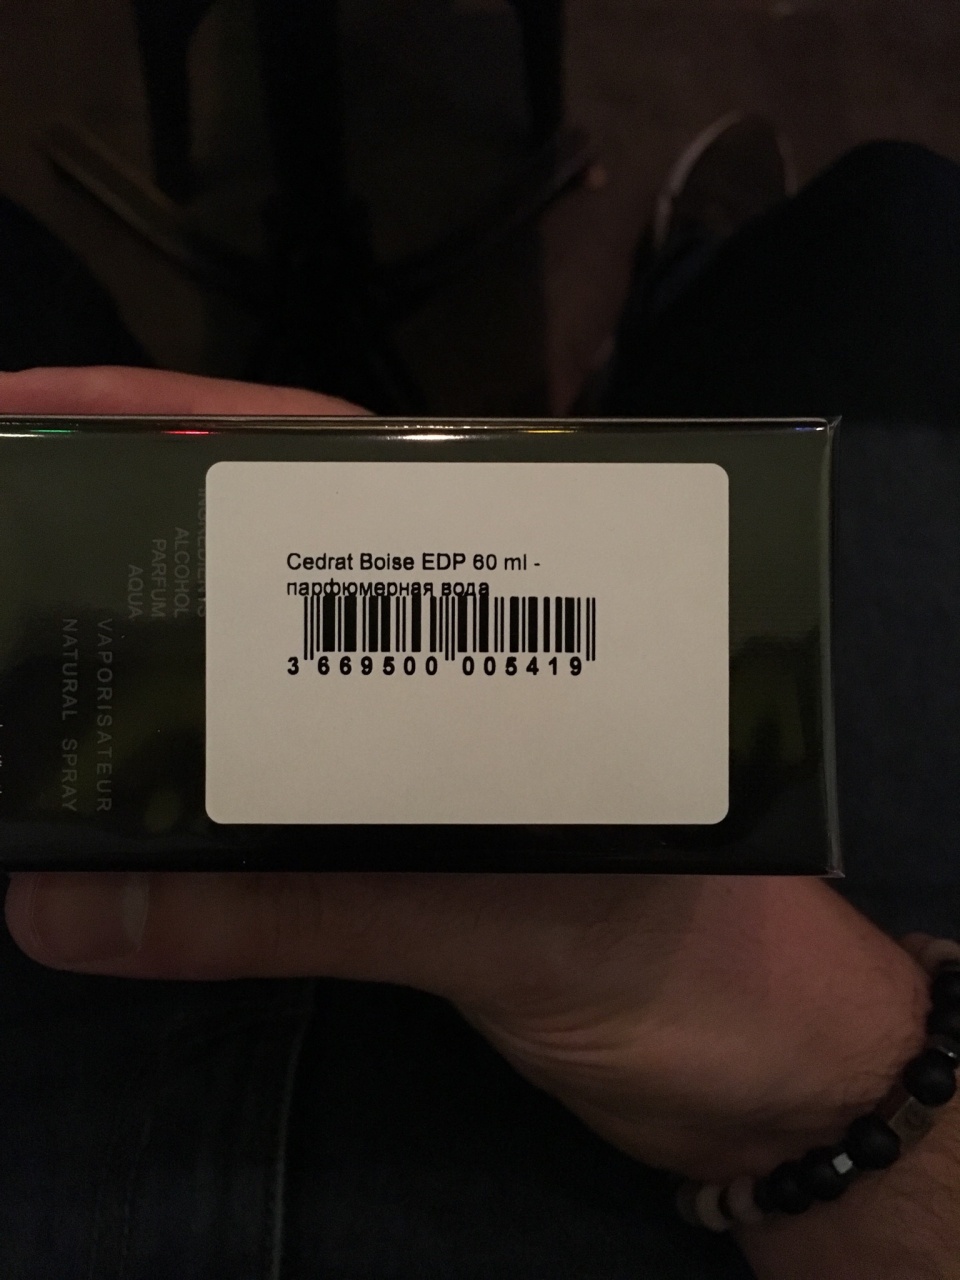 Cedrat Boise EDP 60 ml -
парфюмерная вода
3 669500 005419
INGREDIENTS
ALCOHOL
PARFUM
AQUA
VAPORISATEUR
NATURAL SPRAY